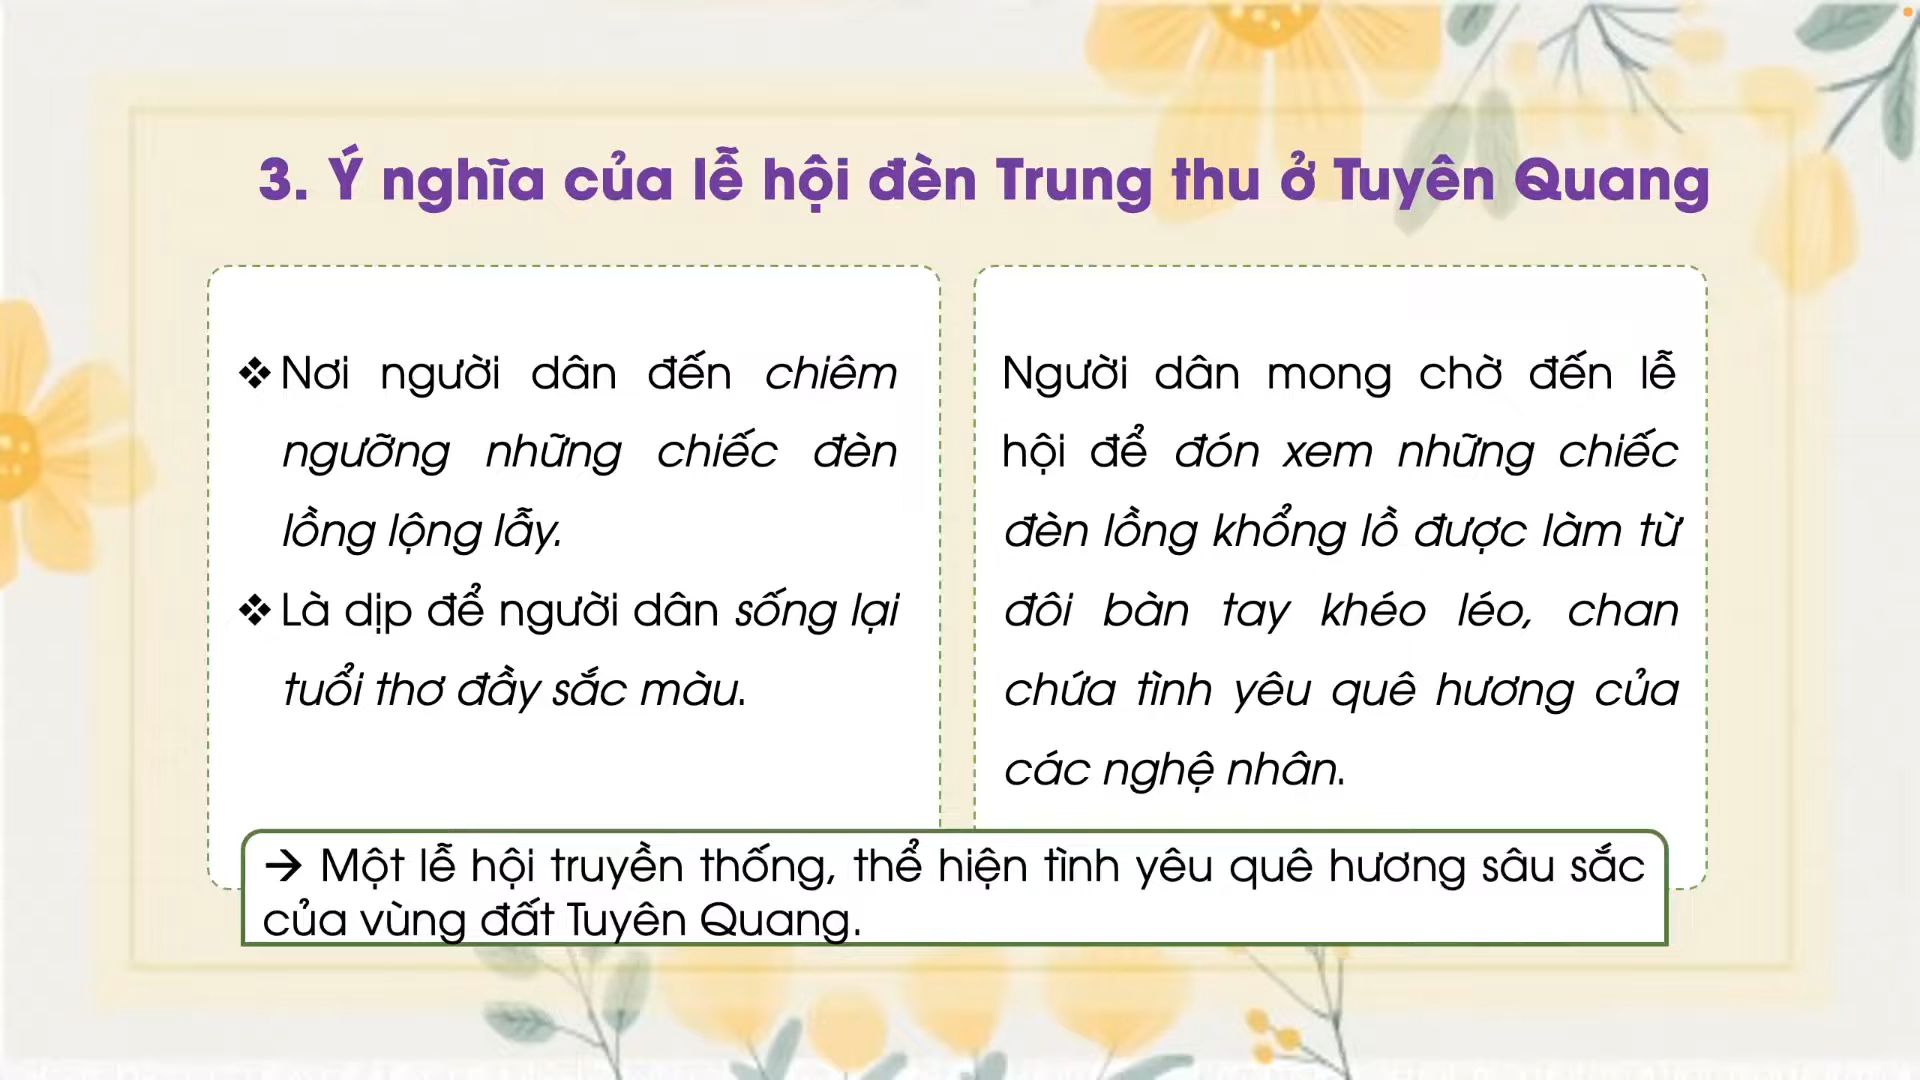 3. Ý nghĩa của lễ hội đèn Trung thu ở Tuyên Quang
❖ Nơi người dân đến chiêm
ngưỡng những chiếc đèn
lồng lộng lẫy.
❖ Là dịp để người dân sống lại
tuổi thơ đầy sắc màu.
Người dân mong chờ đến lễ
hội để đón xem những chiếc
đèn lồng khổng lồ được làm từ
đôi bàn tay khéo léo, chan
chứa tình yêu quê hương của
các nghệ nhân.
→ Một lễ hội truyền thống, thể hiện tình yêu quê hương sâu sắc
của vùng đất Tuyên Quang.